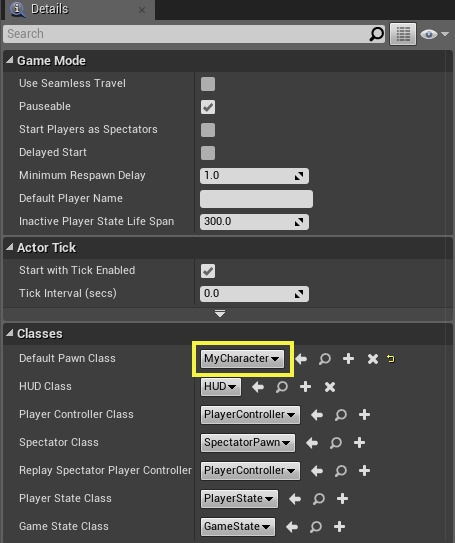 Details
Search
Game Mode
Use Seamless Travel
Pauseable
Start Players as Spectators
Delayed Start
Minimum Respawn Delay 1.0
Default Player Name
Inactive Player State Life Span 300.0
Actor Tick
Start with Tick Enabled
Tick Interval (secs) 0.0
Classes
Default Pawn Class MyCharacter
HUD Class HUD
Player Controller Class PlayerController
Spectator Class SpectatorPawn
Replay Spectator Player Controller PlayerController
Player State Class PlayerState
Game State Class GameState